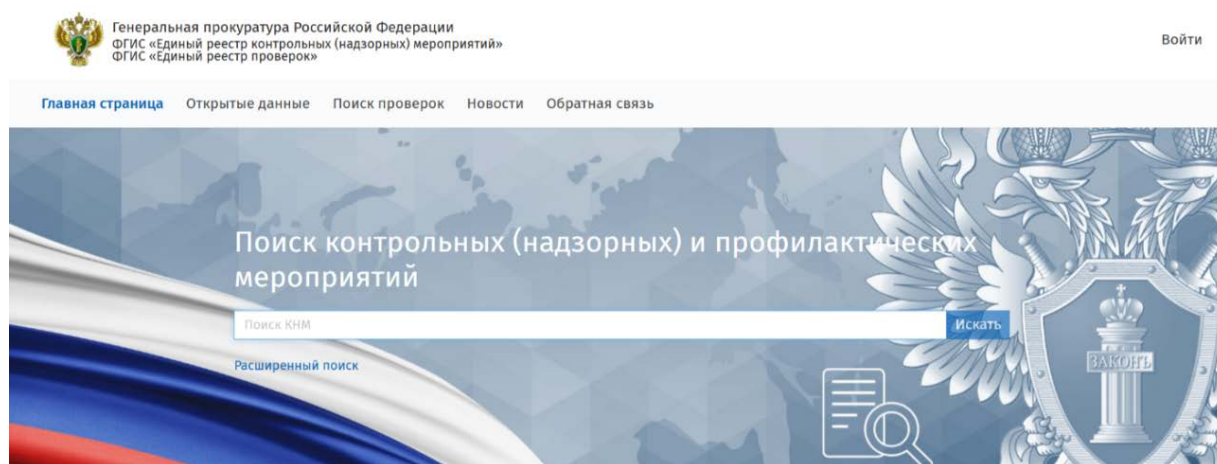 Генеральная прокуратура Российской Федерации
ФГИС «Единый реестр контрольных (надзорных) мероприятий»
ФГИС «Единый реестр проверок»
Войти
Главная страница Открытые данные Поиск проверок Новости Обратная связь
Поиск контрольных (надзорных) и профилактических
мероприятий
Поиск КНМ
Искать
Расширенный поиск
ЗАКОНЪ